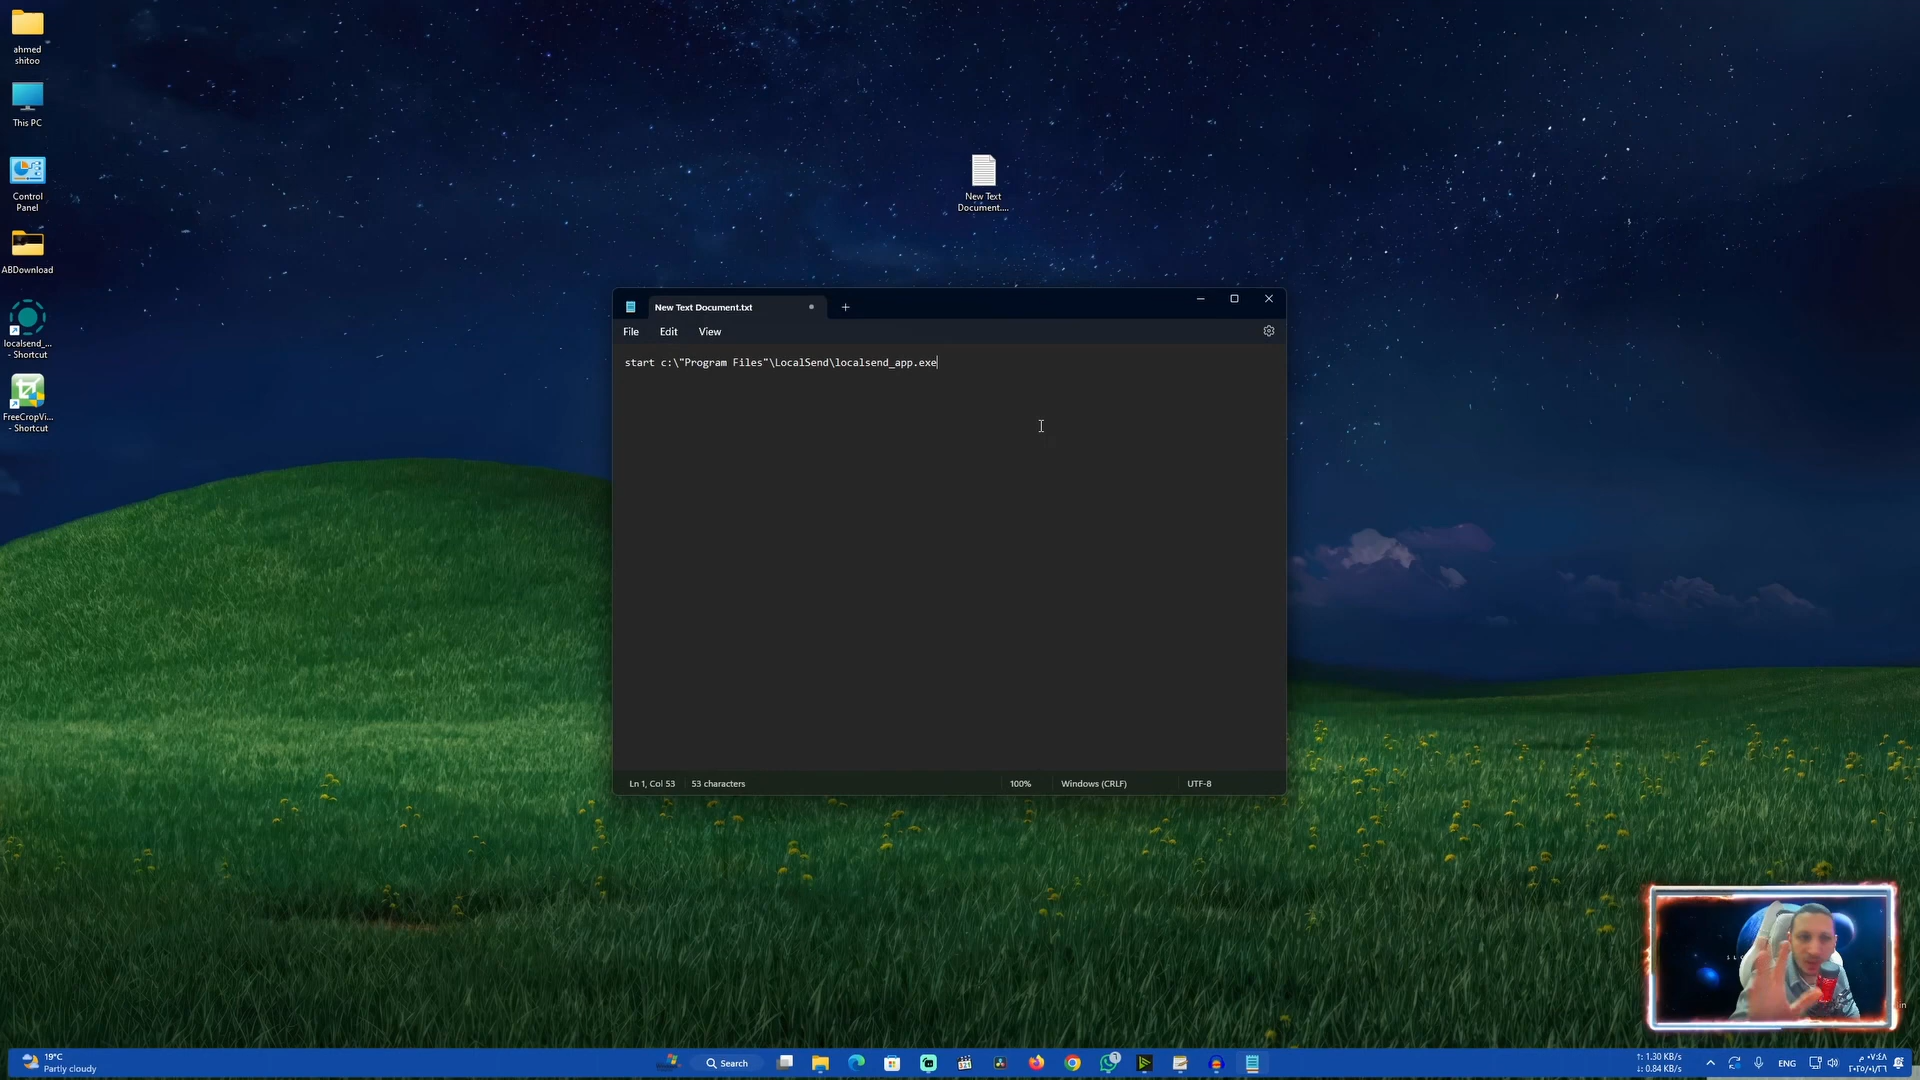 ahmed
shitoo
This PC
Control
Panel
ABDownload
localsend_...
- Shortcut
FreeCropVi...
- Shortcut
New Text
Document....
New Text Document.txt
File Edit View
start c:\"Program Files"\LocalSend\localsend_app.exe
Ln 1, Col 53 53 characters 100% Windows (CRLF) UTF-8
19°C
Partly cloudy
Search
↑: 1.30 KB/s
↓: 0.84 KB/s
ENG